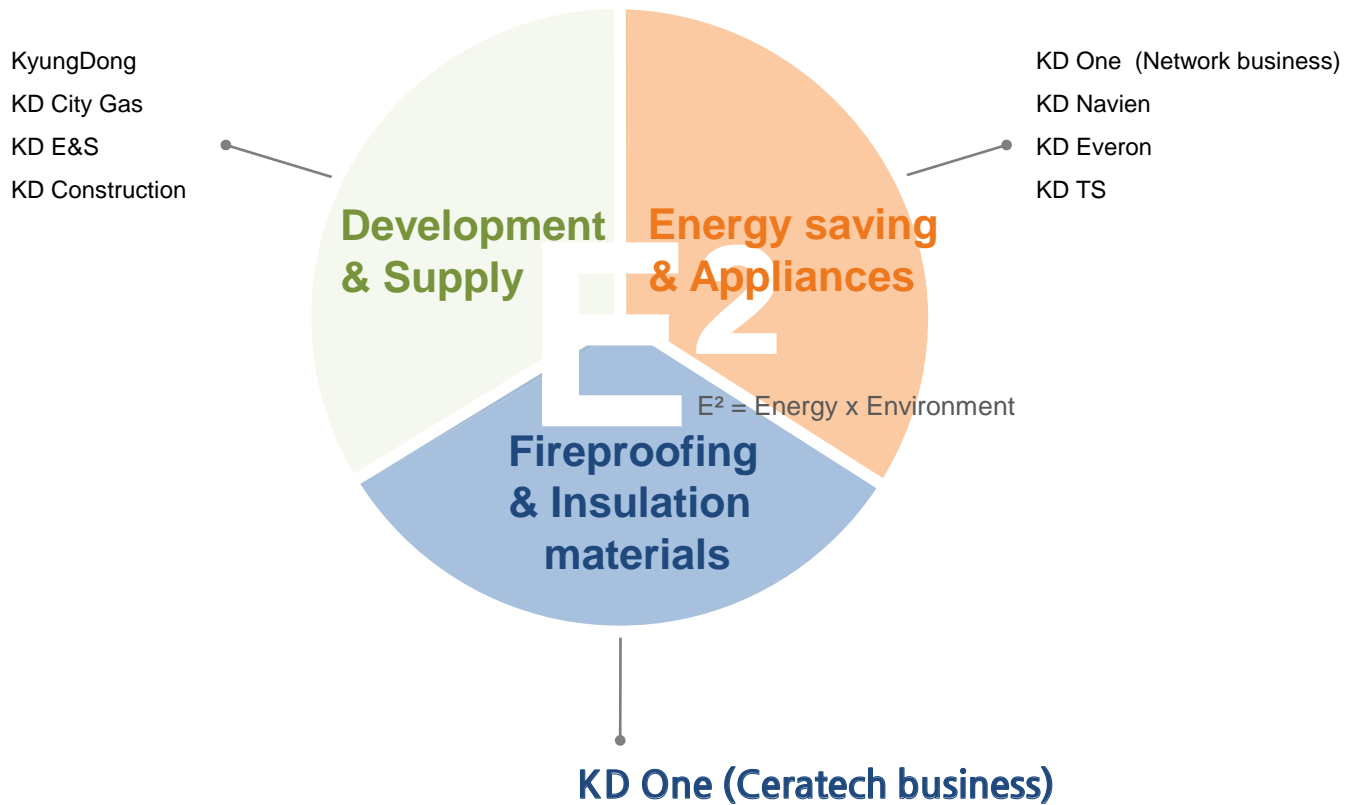 KyungDong
KD City Gas
KD E&S
KD Construction
KD One (Network business)
KD Navien
KD Everon
KD TS
Development
& Supply
Energy saving
& Appliances
E²
E² = Energy x Environment
Fireproofing
& Insulation
materials
KD One (Ceratech business)